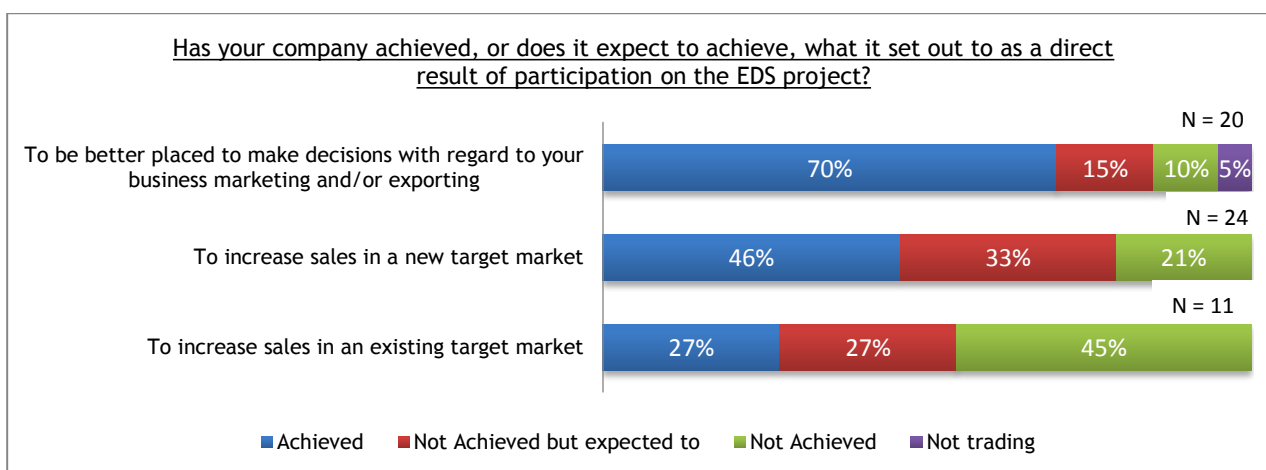 Has your company achieved, or does it expect to achieve, what it set out to as a direct
result of participation on the EDS project?
N = 20
To be better placed to make decisions with regard to your
business marketing and/or exporting
70%
15%
10%
5%
N = 24
To increase sales in a new target market
46%
33%
21%
N = 11
To increase sales in an existing target market
27%
27%
45%
Achieved
Not Achieved but expected to
Not Achieved
Not trading